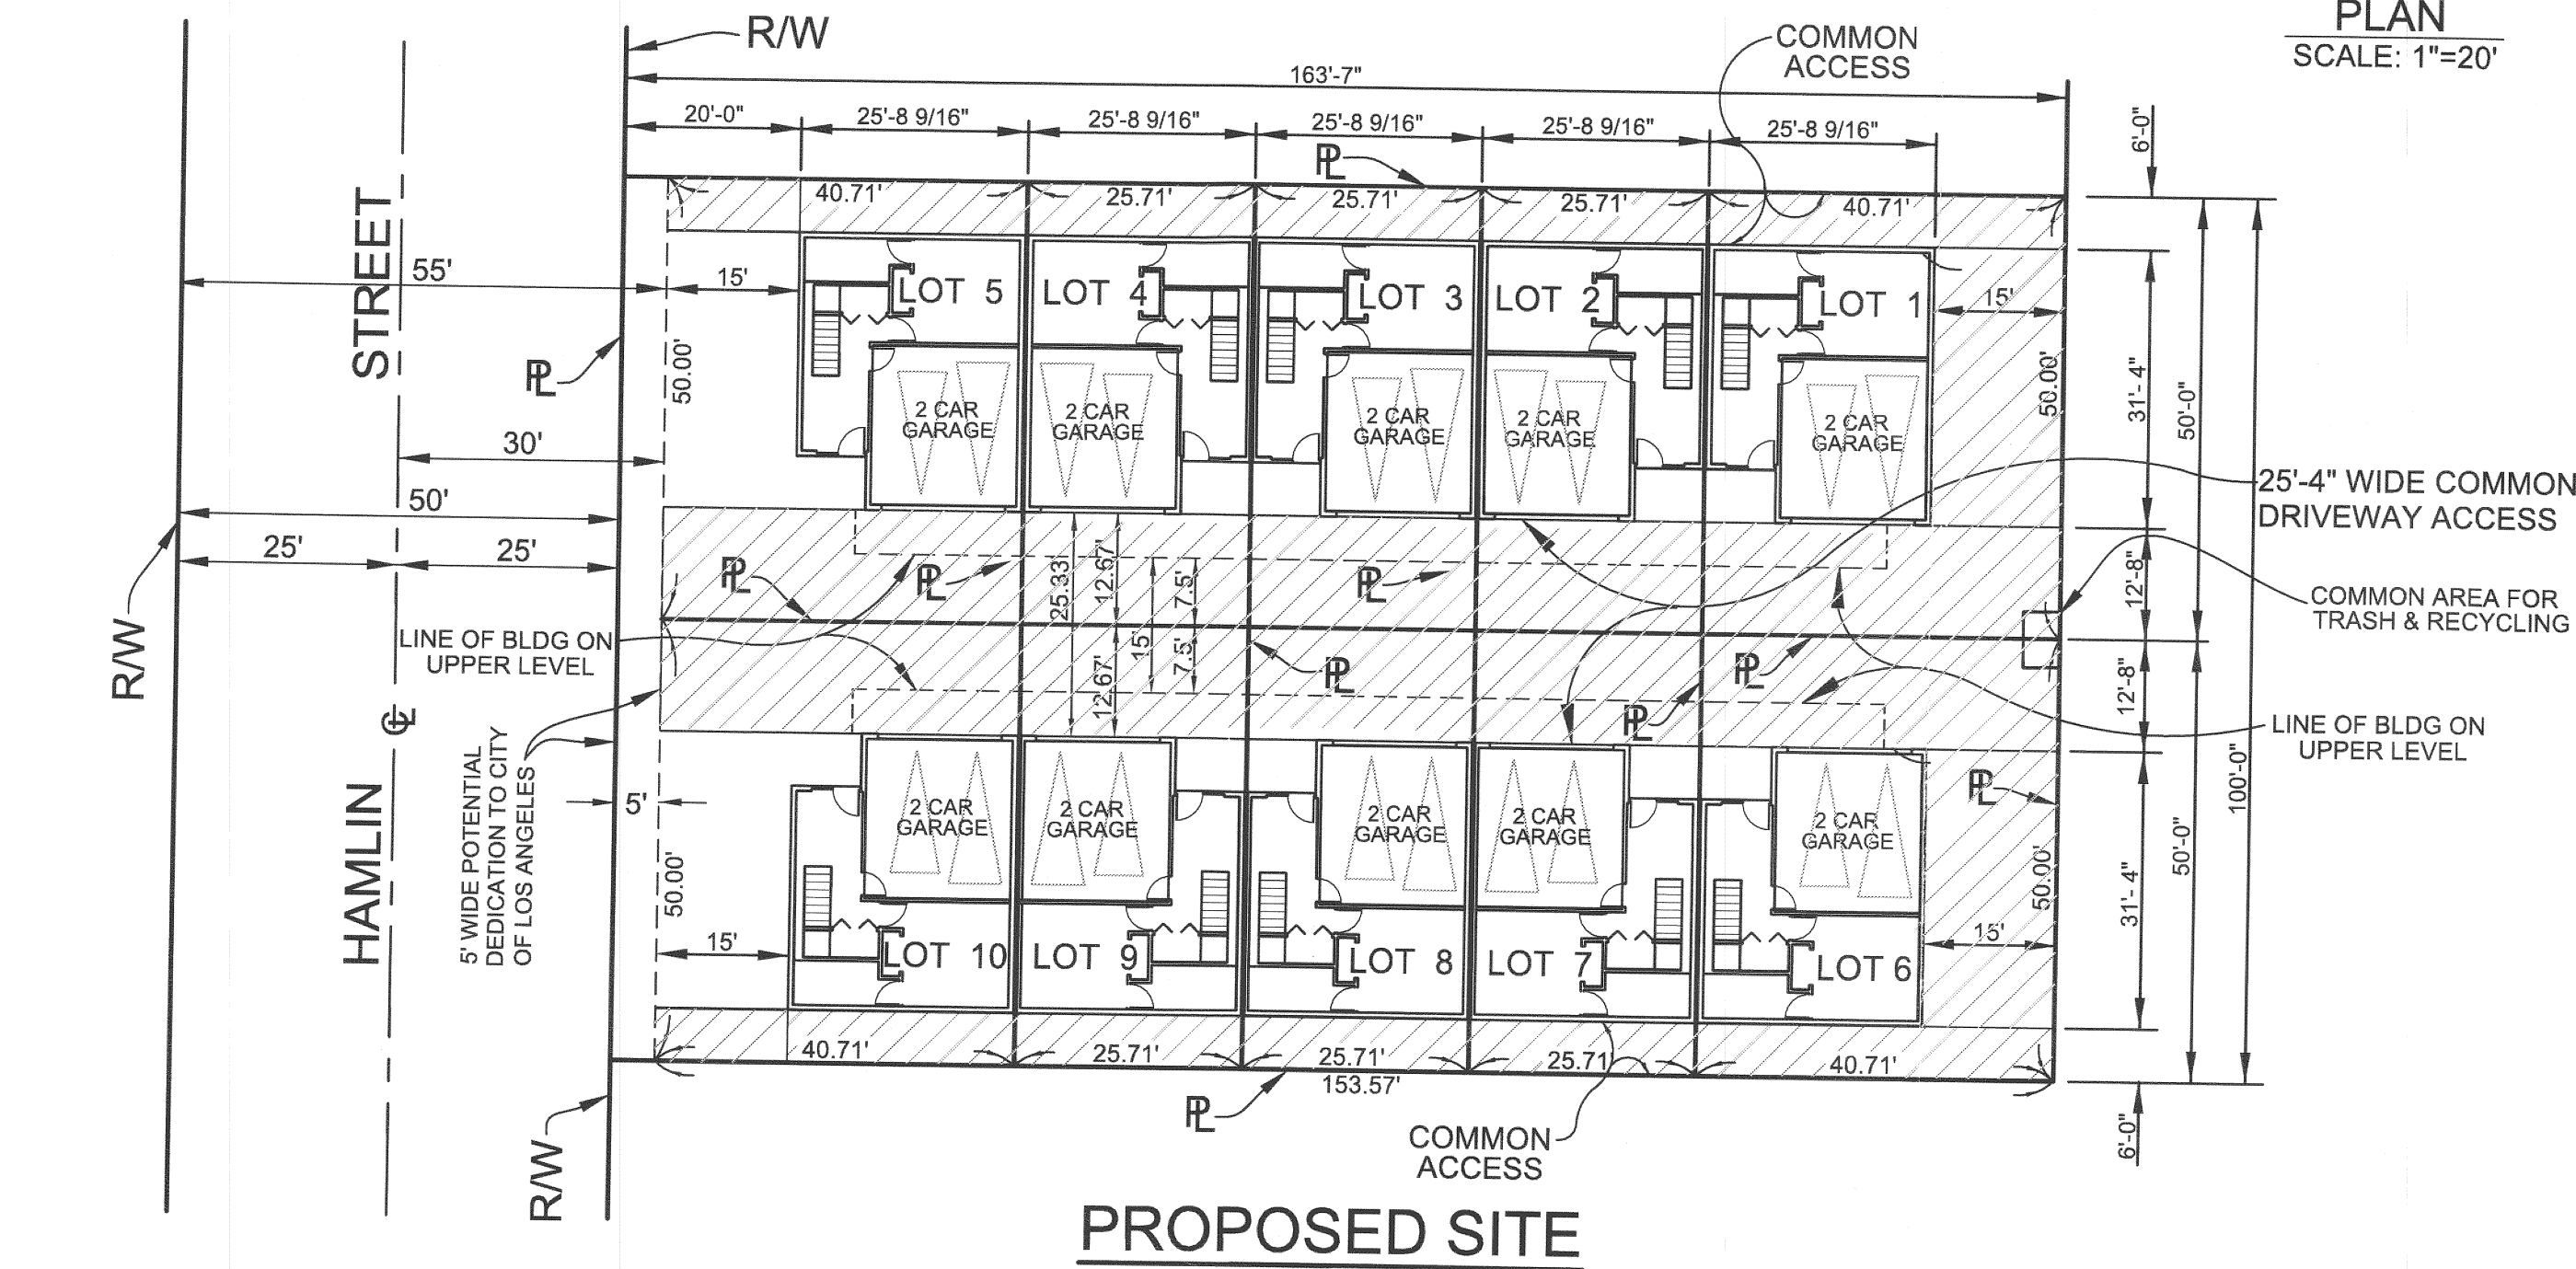 PLAN
SCALE: 1"=20'
R/W
COMMON
ACCESS
163'-7"
20'-0"
25'-8 9/16"
25'-8 9/16"
25'-8 9/16"
25'-8 9/16"
25'-8 9/16"
6'-0"
PL
40.71'
25.71'
25.71'
25.71'
40.71'
STREET
55'
15'
LOT 5
LOT 4
LOT 3
LOT 2
LOT 1
15'
50.00'
50.00'
31'- 4"
50'-0"
PL
2 CAR
GARAGE
2 CAR
GARAGE
2 CAR
GARAGE
2 CAR
GARAGE
2 CAR
GARAGE
30'
50'
25'
25'
25'-4" WIDE COMMON
DRIVEWAY ACCESS
PL
PL
PL
25.33'
12.67'
7.5'
12'-8"
COMMON AREA FOR
TRASH & RECYCLING
R/W
LINE OF BLDG ON
UPPER LEVEL
15'
12.67'
7.5'
PL
PL
PL
12'-8"
LINE OF BLDG ON
UPPER LEVEL
CL
5' WIDE POTENTIAL
DEDICATION TO CITY
OF LOS ANGELES
5'
100'-0"
PL
HAMLIN
2 CAR
GARAGE
2 CAR
GARAGE
2 CAR
GARAGE
2 CAR
GARAGE
2 CAR
GARAGE
50.00'
50.00'
31'- 4"
50'-0"
15'
LOT 10
LOT 9
LOT 8
LOT 7
LOT 6
15'
40.71'
25.71'
25.71'
25.71'
40.71'
153.57'
PL
R/W
COMMON
ACCESS
6'-0"
PROPOSED SITE